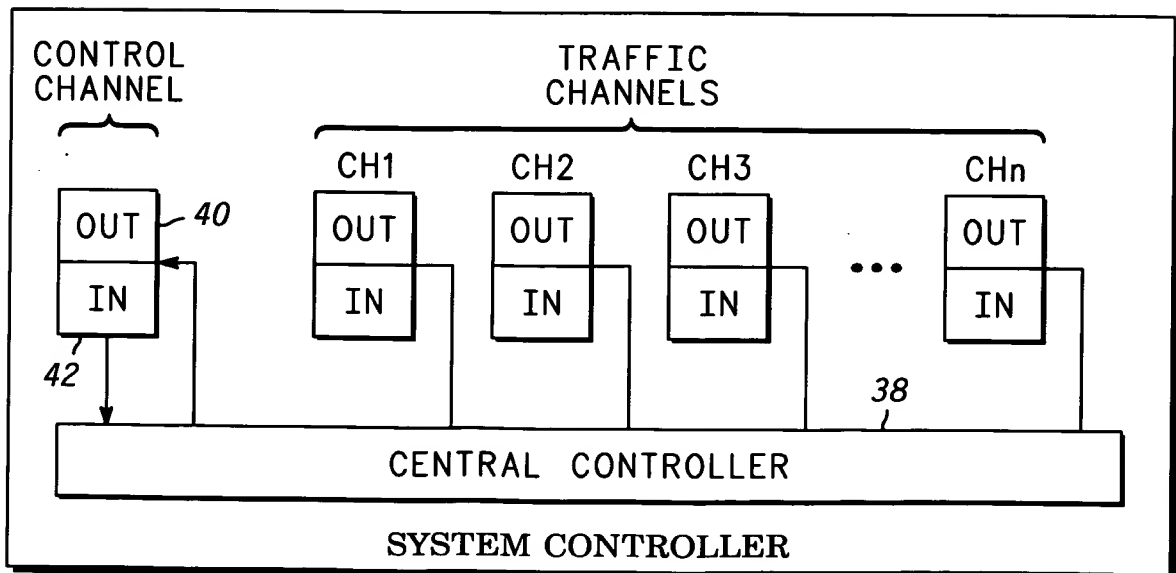 CONTROL
CHANNEL
TRAFFIC
CHANNELS
CH1
CH2
CH3
CHn
OUT
40
OUT
OUT
OUT
•••
OUT
IN
IN
IN
IN
IN
42
38
CENTRAL CONTROLLER
SYSTEM CONTROLLER